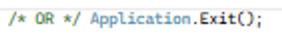 /* OR */ Application.Exit();